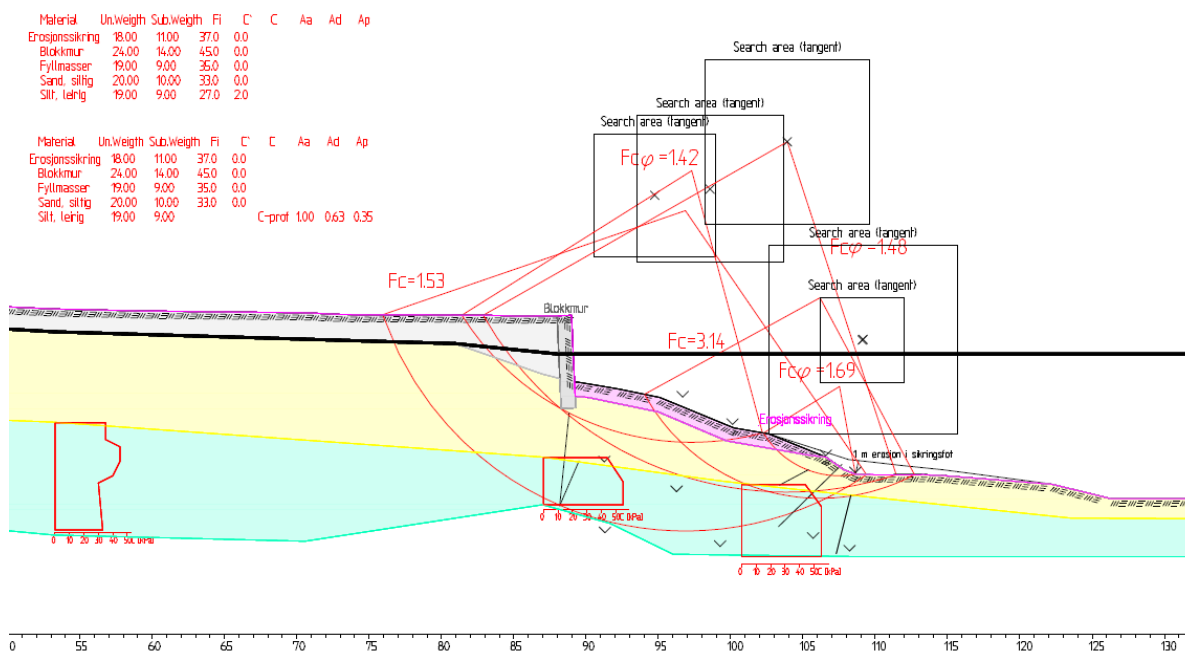 Material Un.Weigth Sub.Weigth Fi C' C Aa Ad Ap
Erosjonssikring 18.00 11.00 37.0 0.0
Blokkmur 24.00 14.00 45.0 0.0
Fyllmasser 19.00 9.00 35.0 0.0
Sand, siltig 20.00 10.00 33.0 0.0
Silt, leirig 19.00 9.00 27.0 2.0
Material Un.Weigth Sub.Weigth Fi C' C Aa Ad Ap
Erosjonssikring 18.00 11.00 37.0 0.0
Blokkmur 24.00 14.00 45.0 0.0
Fyllmasser 19.00 9.00 35.0 0.0
Sand, siltig 20.00 10.00 33.0 0.0
Silt, leirig 19.00 9.00 C-prof 1.00 0.63 0.35
Search area (tangent)
Search area (tangent)
Search area (tangent)
Fcφ =1.42
Search area (tangent)
Fcφ =1.48
Fc=1.53
Search area (tangent)
Blokkmur
Fc=3.14
Fcφ=1.69
Erosjonssikring
1 m erosjon i sikringsfot
0 10 20 30 40 50C [kPa]
0 10 20 30 40 50C [kPa]
0 10 20 30 40 50C [kPa]
55 60 65 70 75 80 85 90 95 100 105 110 115 120 125 130